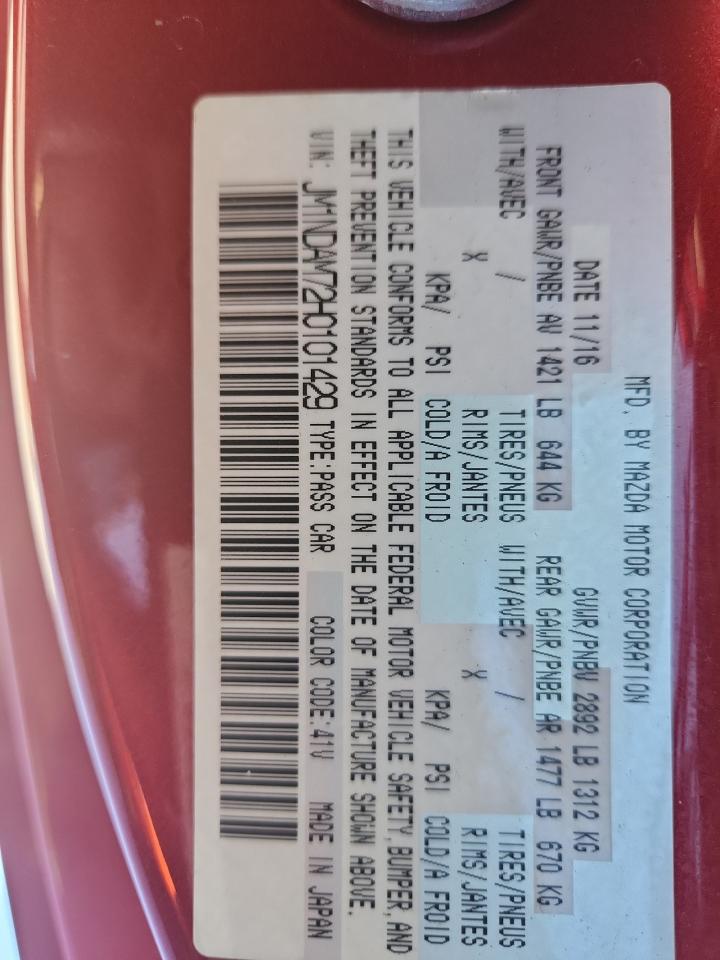 MFD. BY MAZDA MOTOR CORPORATION
DATE 11/16 GVWR/PNBV 2892 LB 1312 KG
FRONT GAWR/PNBE AV 1421 LB 644 KG REAR GAWR/PNBE AR 1477 LB 670 KG
WITH/AVEC / TIRES/PNEUS WITH/AVEC / TIRES/PNEUS
X RIMS/JANTES X RIMS/JANTES
KPA/ PSI COLD/A FROID KPA/ PSI COLD/A FROID
THIS VEHICLE CONFORMS TO ALL APPLICABLE FEDERAL MOTOR VEHICLE SAFETY,BUMPER,AND
THEFT PREVENTION STANDARDS IN EFFECT ON THE DATE OF MANUFACTURE SHOWN ABOVE.
VIN: JM1NDAM72H0101429 TYPE:PASS CAR COLOR CODE:41V MADE IN JAPAN